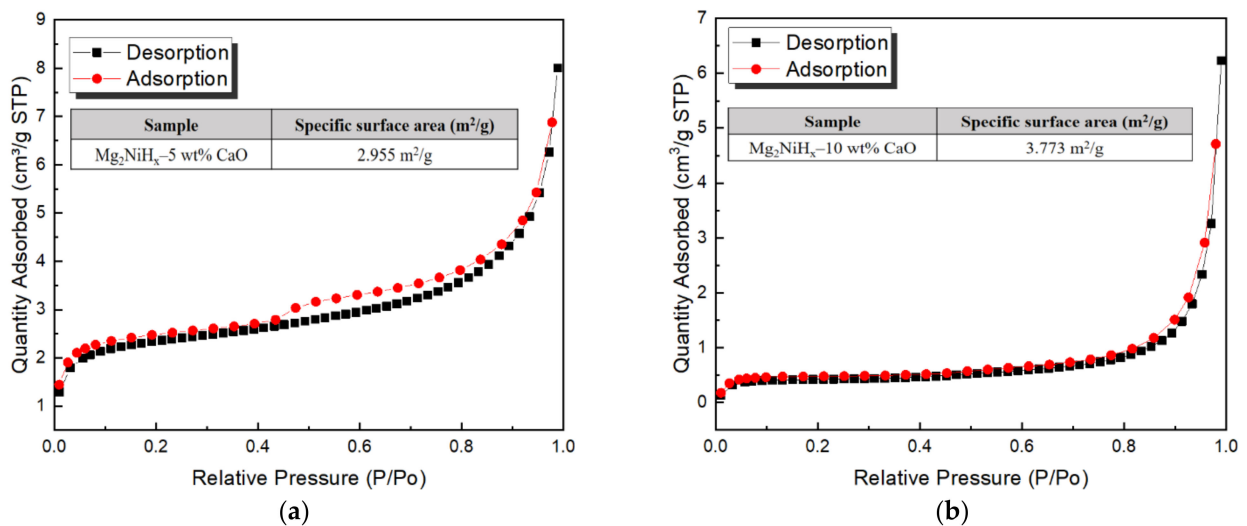 9
8
7
6
5
4
3
2
1
Quantity Adsorbed (cm³/g STP)
Desorption
Adsorption
Sample Specific surface area (m²/g)
Mg₂NiHₓ–5 wt% CaO 2.955 m²/g
0.0 0.2 0.4 0.6 0.8 1.0
Relative Pressure (P/Po)
(a)
7
6
5
4
3
2
1
0
Quantity Adsorbed (cm³/g STP)
Desorption
Adsorption
Sample Specific surface area (m²/g)
Mg₂NiHₓ–10 wt% CaO 3.773 m²/g
0.0 0.2 0.4 0.6 0.8 1.0
Relative Pressure (P/Po)
(b)